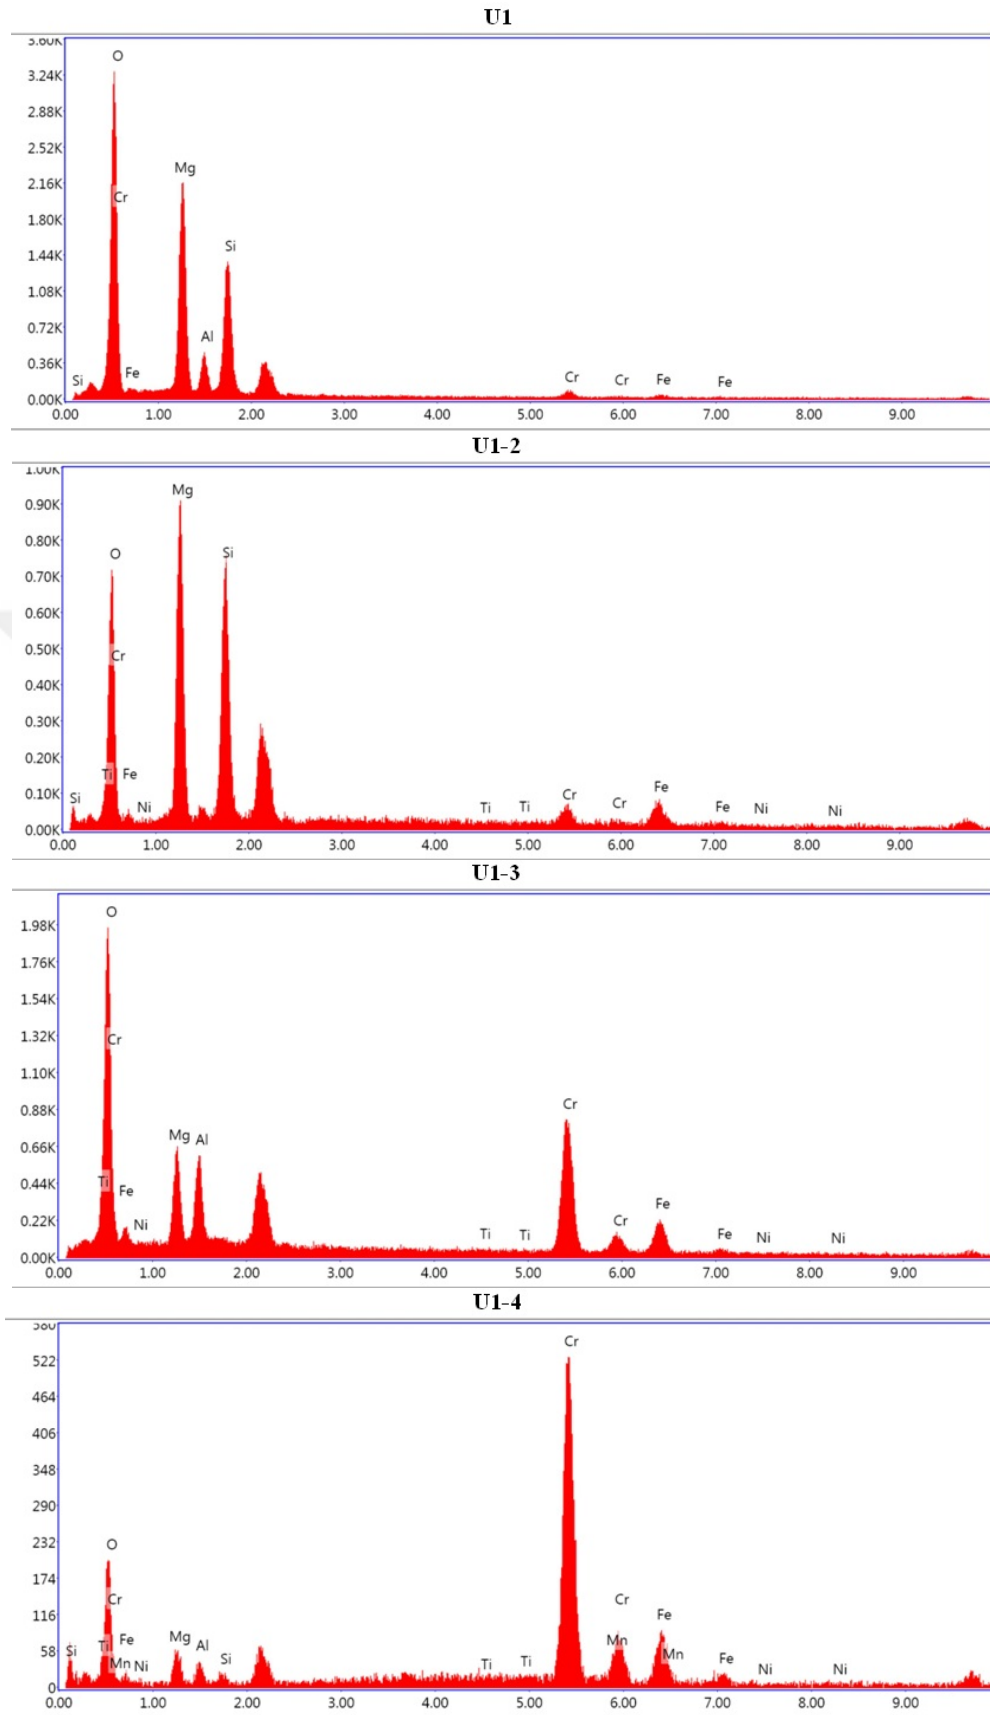 U1
3.60K
O
3.24K
2.88K
2.52K
2.16K
Mg
Cr
1.80K
Si
1.44K
1.08K
Al
0.72K
0.36K
Si
Fe
Cr
Cr
Fe
Fe
0.00K
0.00 1.00 2.00 3.00 4.00 5.00 6.00 7.00 8.00 9.00
U1-2
1.00K
Mg
0.90K
0.80K
O
Si
0.70K
0.60K
0.50K
Cr
0.40K
0.30K
0.20K
Ti Fe
0.10K
Si
Ni
Ti Ti Cr Cr Fe Fe Ni Ni
0.00K
0.00 1.00 2.00 3.00 4.00 5.00 6.00 7.00 8.00 9.00
U1-3
O
1.98K
1.76K
1.54K
1.32K
Cr
1.10K
Cr
0.88K
Mg Al
0.66K
0.44K
Ti Fe
Fe
0.22K
Ni
Ti Ti Cr Fe Ni Ni
0.00K
0.00 1.00 2.00 3.00 4.00 5.00 6.00 7.00 8.00 9.00
U1-4
580
Cr
522
464
406
348
290
232
O
174
Cr
Cr
116
Fe
58
Si Ti Fe Mg Al Si Mn Mn Fe
Mn Ni
Ti Ti Ni Ni
0
0.00 1.00 2.00 3.00 4.00 5.00 6.00 7.00 8.00 9.00